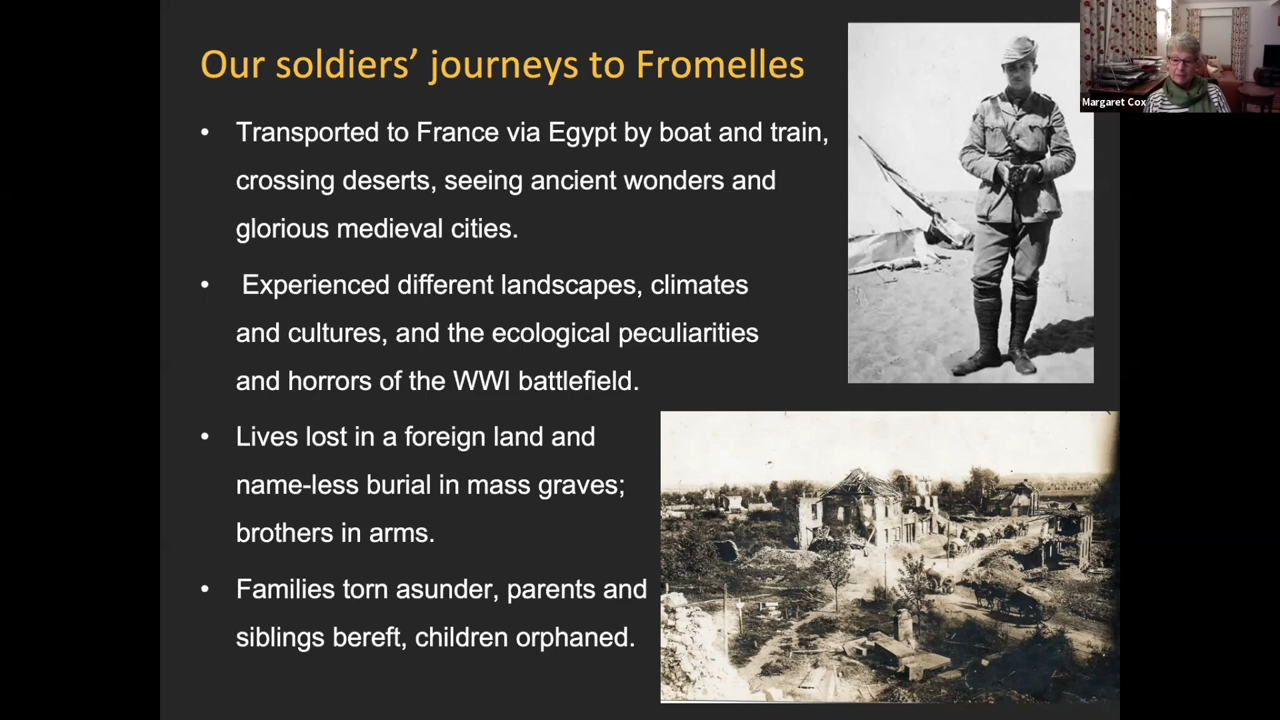 Our soldiers’ journeys to Fromelles
• Transported to France via Egypt by boat and train,
crossing deserts, seeing ancient wonders and
glorious medieval cities.
• Experienced different landscapes, climates
and cultures, and the ecological peculiarities
and horrors of the WWI battlefield.
• Lives lost in a foreign land and
name-less burial in mass graves;
brothers in arms.
• Families torn asunder, parents and
siblings bereft, children orphaned.
Margaret Cox